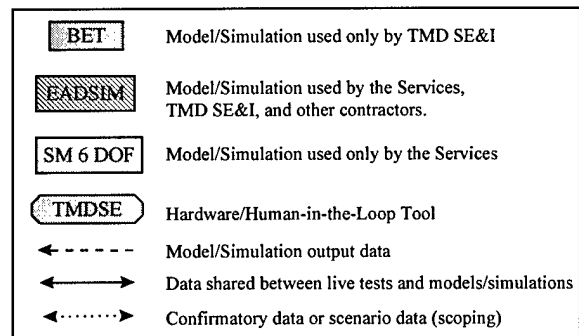 BET Model/Simulation used only by TMD SE&I
EADSIM Model/Simulation used by the Services,
TMD SE&I, and other contractors.
SM 6 DOF Model/Simulation used only by the Services
TMDSE Hardware/Human-in-the-Loop Tool
Model/Simulation output data
Data shared between live tests and models/simulations
Confirmatory data or scenario data (scoping)